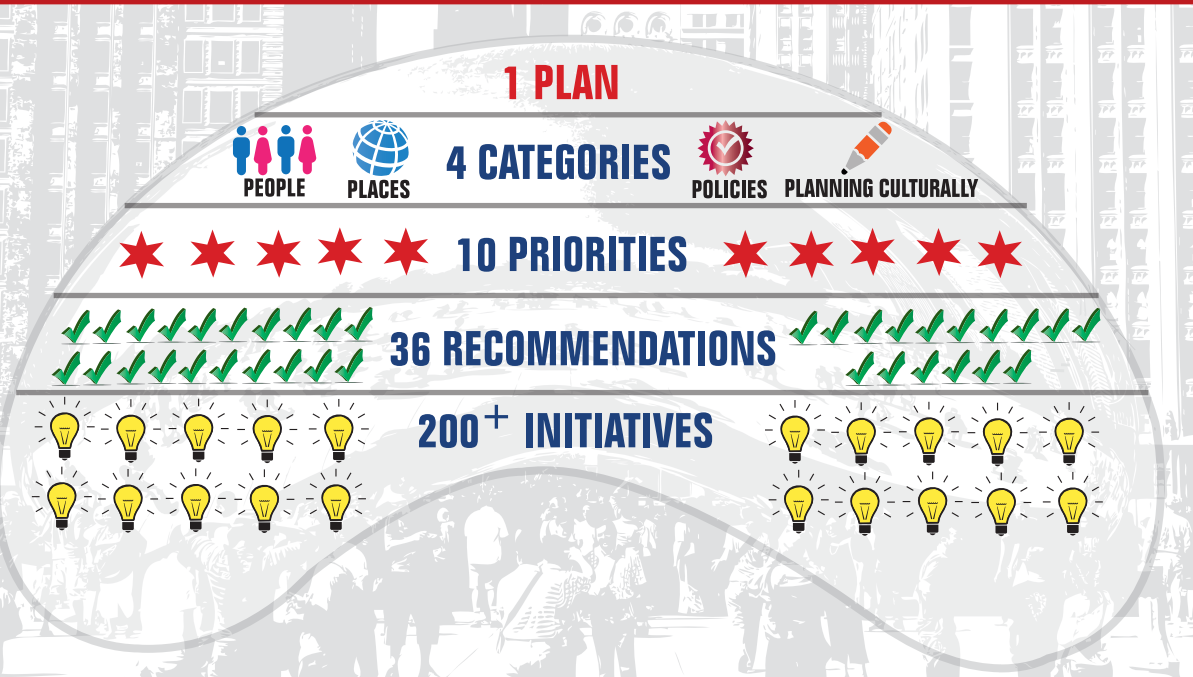 1 PLAN
4 CATEGORIES
PEOPLE
PLACES
POLICIES
PLANNING CULTURALLY
10 PRIORITIES
36 RECOMMENDATIONS
200+ INITIATIVES